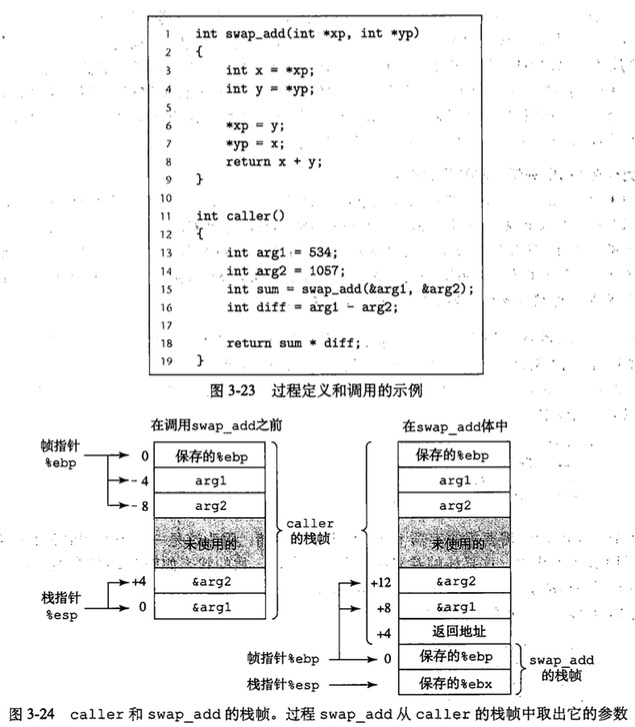 1 int swap_add(int *xp, int *yp)
2 {
3 int x = *xp;
4 int y = *yp;
5
6 *xp = y;
7 *yp = x;
8 return x + y;
9 }
10
11 int caller()
12 {
13 int arg1 = 534;
14 int arg2 = 1057;
15 int sum = swap_add(&arg1, &arg2);
16 int diff = arg1 - arg2;
17
18 return sum * diff;
19 }
图 3-23 过程定义和调用的示例
在调用swap_add之前
帧指针
%ebp
0 保存的%ebp
-4 arg1
-8 arg2
未使用的
栈指针
%esp
+4 &arg2
0 &arg1
caller
的栈帧
在swap_add体中
保存的%ebp
arg1
arg2
未使用的
+12 &arg2
+8 &arg1
+4 返回地址
帧指针%ebp 0 保存的%ebp
栈指针%esp 保存的%ebx
swap_add
的栈帧
图 3-24 caller 和 swap_add 的栈帧。过程 swap_add 从 caller 的栈帧中取出它的参数